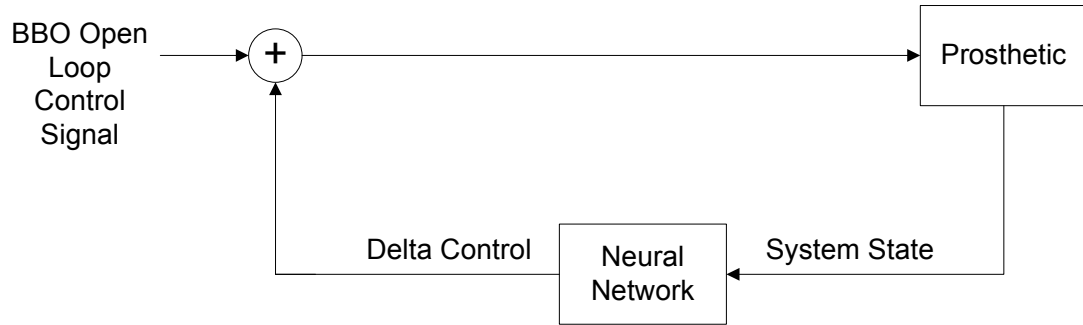 BBO Open
Loop
Control
Signal
+
Prosthetic
Delta Control
Neural
Network
System State